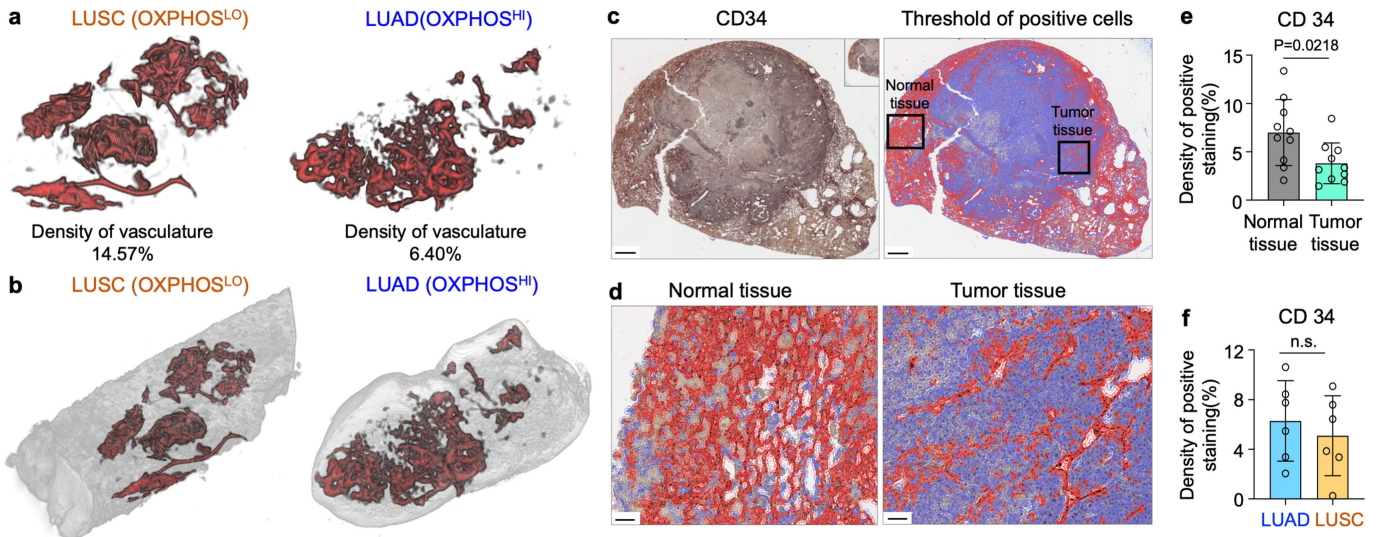 a
LUSC (OXPHOSLO)
LUAD(OXPHOSHI)
Density of vasculature
14.57%
Density of vasculature
6.40%
b
LUSC (OXPHOSLO)
LUAD (OXPHOSHI)
c
CD34
Threshold of positive cells
Normal
tissue
Tumor
tissue
d
Normal tissue
Tumor tissue
e
CD 34
P=0.0218
Density of positive
staining(%)
15
10
5
0
Normal
tissue
Tumor
tissue
f
CD 34
n.s.
Density of positive
staining(%)
12
8
4
0
LUAD
LUSC